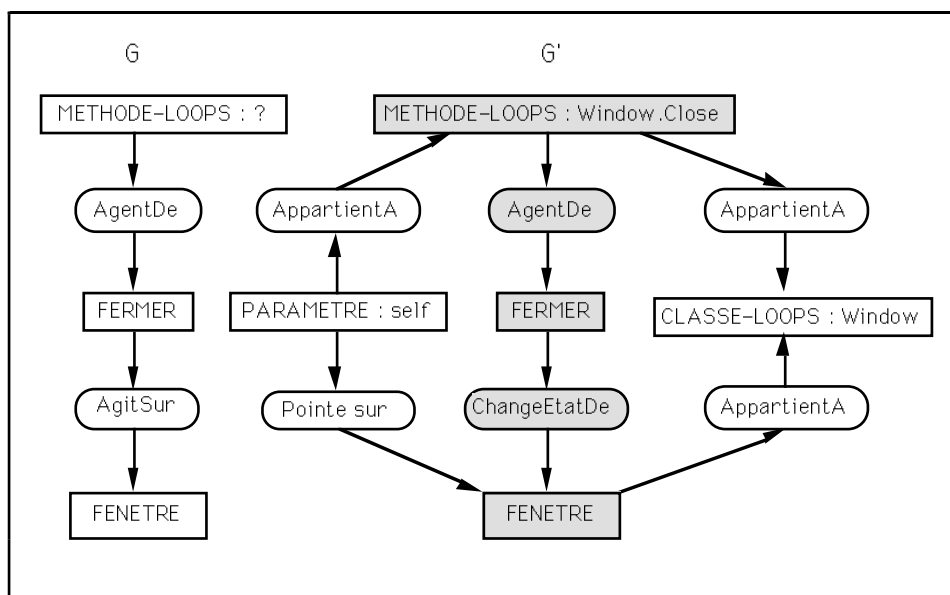 G
G'
METHODE-LOOPS : ?
METHODE-LOOPS : Window.Close
AgentDe
AppartientA
AgentDe
AppartientA
FERMER
PARAMETRE : self
FERMER
CLASSE-LOOPS : Window
AgitSur
Pointe sur
ChangeEtatDe
AppartientA
FENETRE
FENETRE